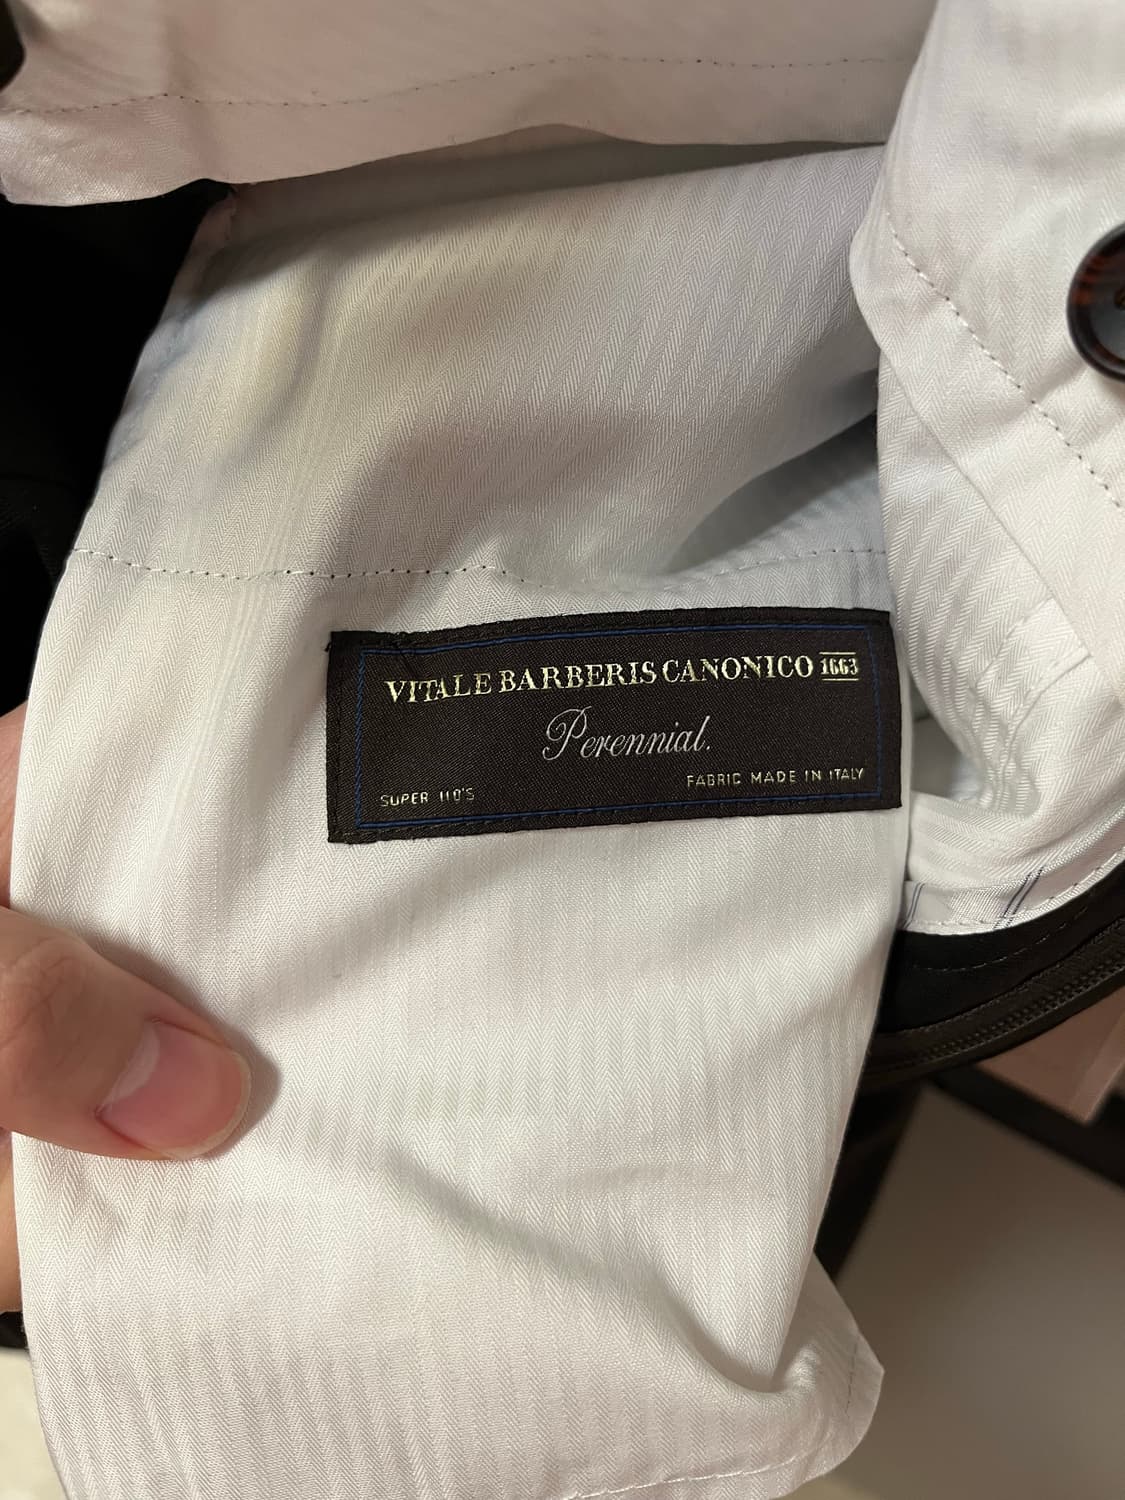 VITALE BARBERIS CANONICO 1663
Perennial.
FABRIC MADE IN ITALY
SUPER 110'S